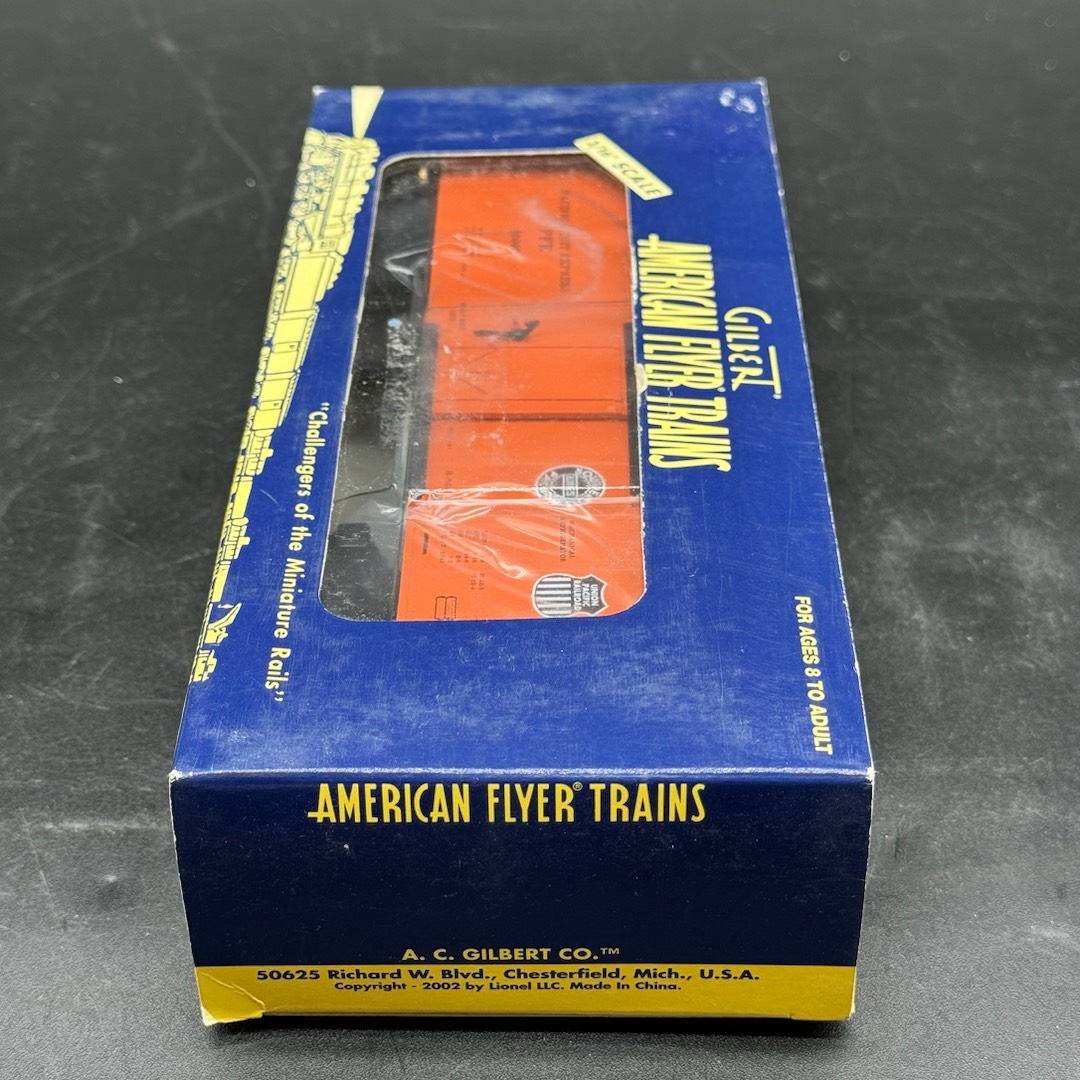 3/16 SCALE
GILBERT
AMERICAN FLYER® TRAINS
"Challengers of the Miniature Rails"
FOR AGES 8 TO ADULT
PACIFIC FRUIT EXPRESS
UNION
PACIFIC
RAILROAD
AMERICAN FLYER® TRAINS
A. C. GILBERT CO.™
50625 Richard W. Blvd., Chesterfield, Mich., U.S.A.
Copyright - 2002 by Lionel LLC. Made In China.